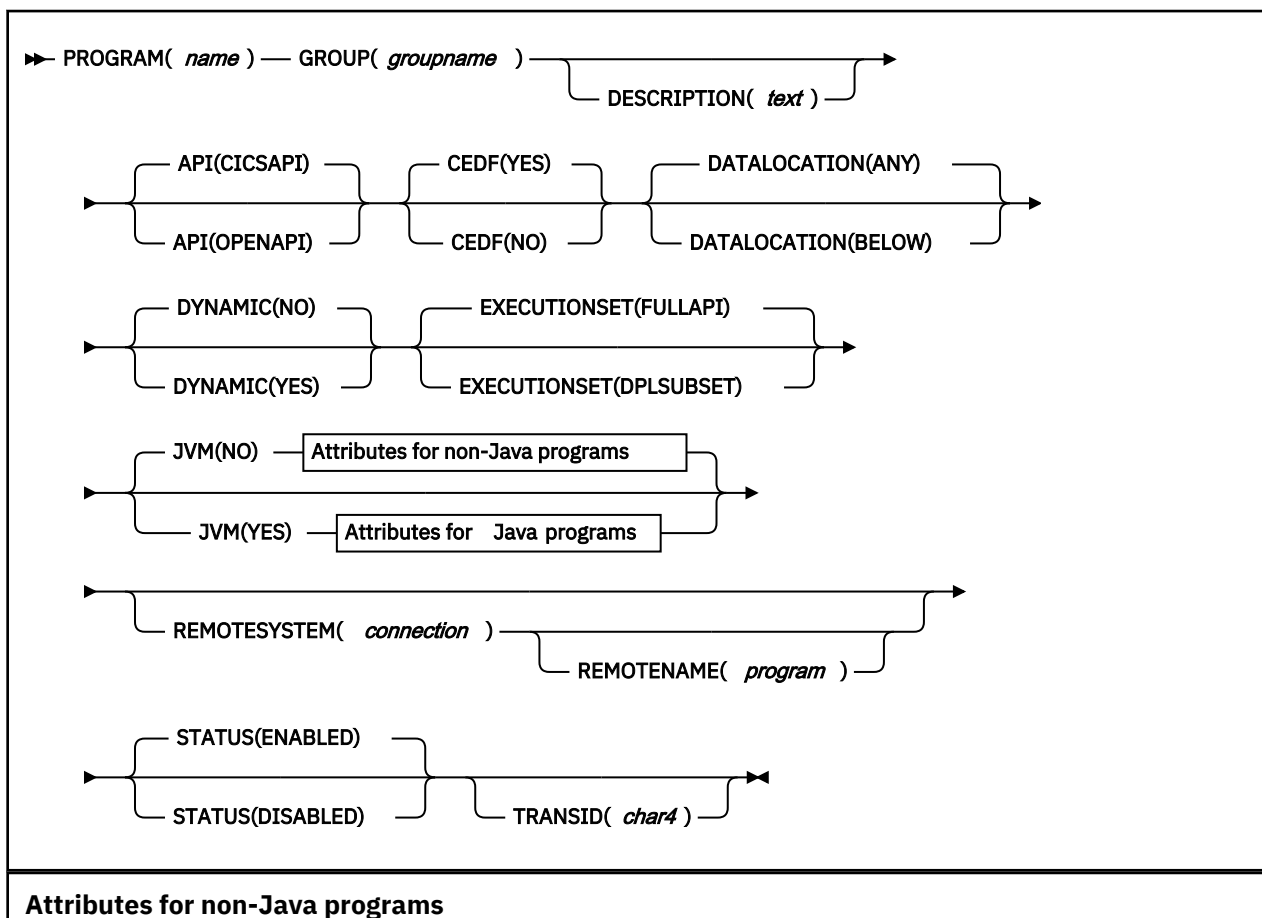 PROGRAM( name ) GROUP( groupname )
DESCRIPTION( text )
API(CICSAPI) CEDF(YES) DATALOCATION(ANY)
API(OPENAPI) CEDF(NO) DATALOCATION(BELOW)
DYNAMIC(NO) EXECUTIONSET(FULLAPI)
DYNAMIC(YES) EXECUTIONSET(DPLSUBSET)
JVM(NO) Attributes for non-Java programs
JVM(YES) Attributes for Java programs
REMOTESYSTEM( connection )
REMOTENAME( program )
STATUS(ENABLED)
STATUS(DISABLED) TRANSID( char4 )
Attributes for non-Java programs